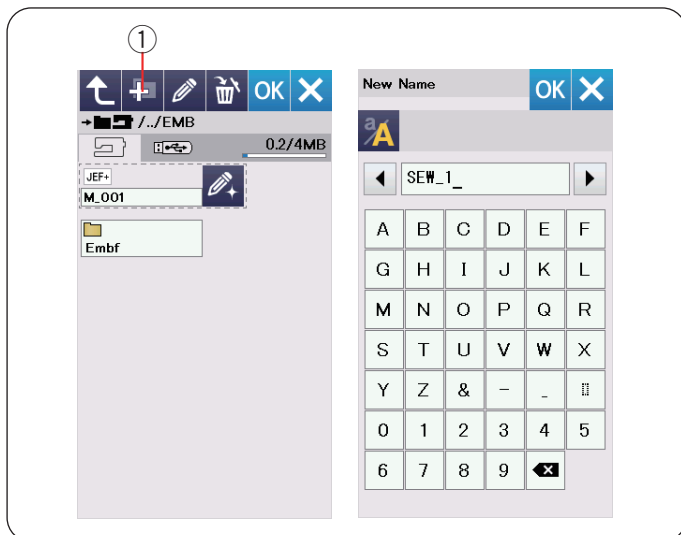 ①
OK
→ /../EMB
0.2/4MB
JEF+
M_001
Embf
New Name
OK
a/A
SEW_1_
A B C D E F
G H I J K L
M N O P Q R
S T U V W X
Y Z & - _
0 1 2 3 4 5
6 7 8 9